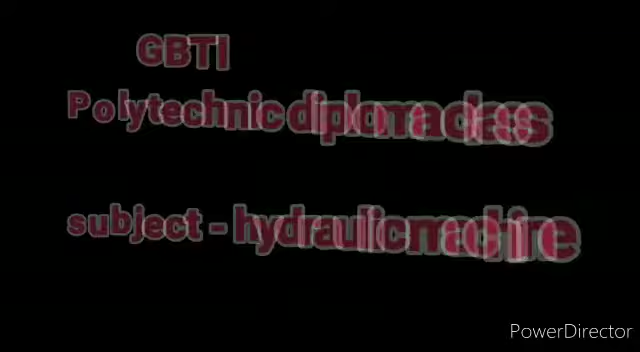 GBTI
Polytechnic diploma class
subject - hydraulic machine
PowerDirector